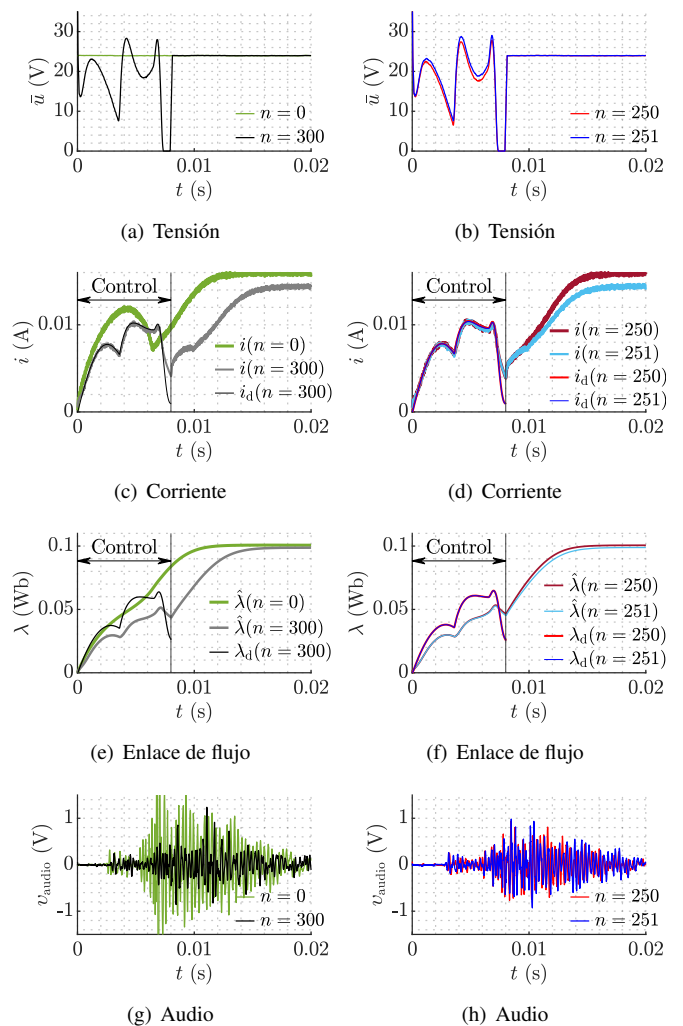 30
20
10
0
ū (V)
n = 0
n = 300
0 0.01 0.02
t (s)
(a) Tensión
30
20
10
0
ū (V)
n = 250
n = 251
0 0.01 0.02
t (s)
(b) Tensión
Control
0.01
0
i (A)
i(n = 0)
i(n = 300)
i_d(n = 300)
0 0.01 0.02
t (s)
(c) Corriente
Control
0.01
0
i (A)
i(n = 250)
i(n = 251)
i_d(n = 250)
i_d(n = 251)
0 0.01 0.02
t (s)
(d) Corriente
0.1
Control
0.05
0
λ (Wb)
λ̂(n = 0)
λ̂(n = 300)
λ_d(n = 300)
0 0.01 0.02
t (s)
(e) Enlace de flujo
0.1
Control
0.05
0
λ (Wb)
λ̂(n = 250)
λ̂(n = 251)
λ_d(n = 250)
λ_d(n = 251)
0 0.01 0.02
t (s)
(f) Enlace de flujo
1
0
-1
v_audio (V)
n = 0
n = 300
0 0.01 0.02
t (s)
(g) Audio
1
0
-1
v_audio (V)
n = 250
n = 251
0 0.01 0.02
t (s)
(h) Audio